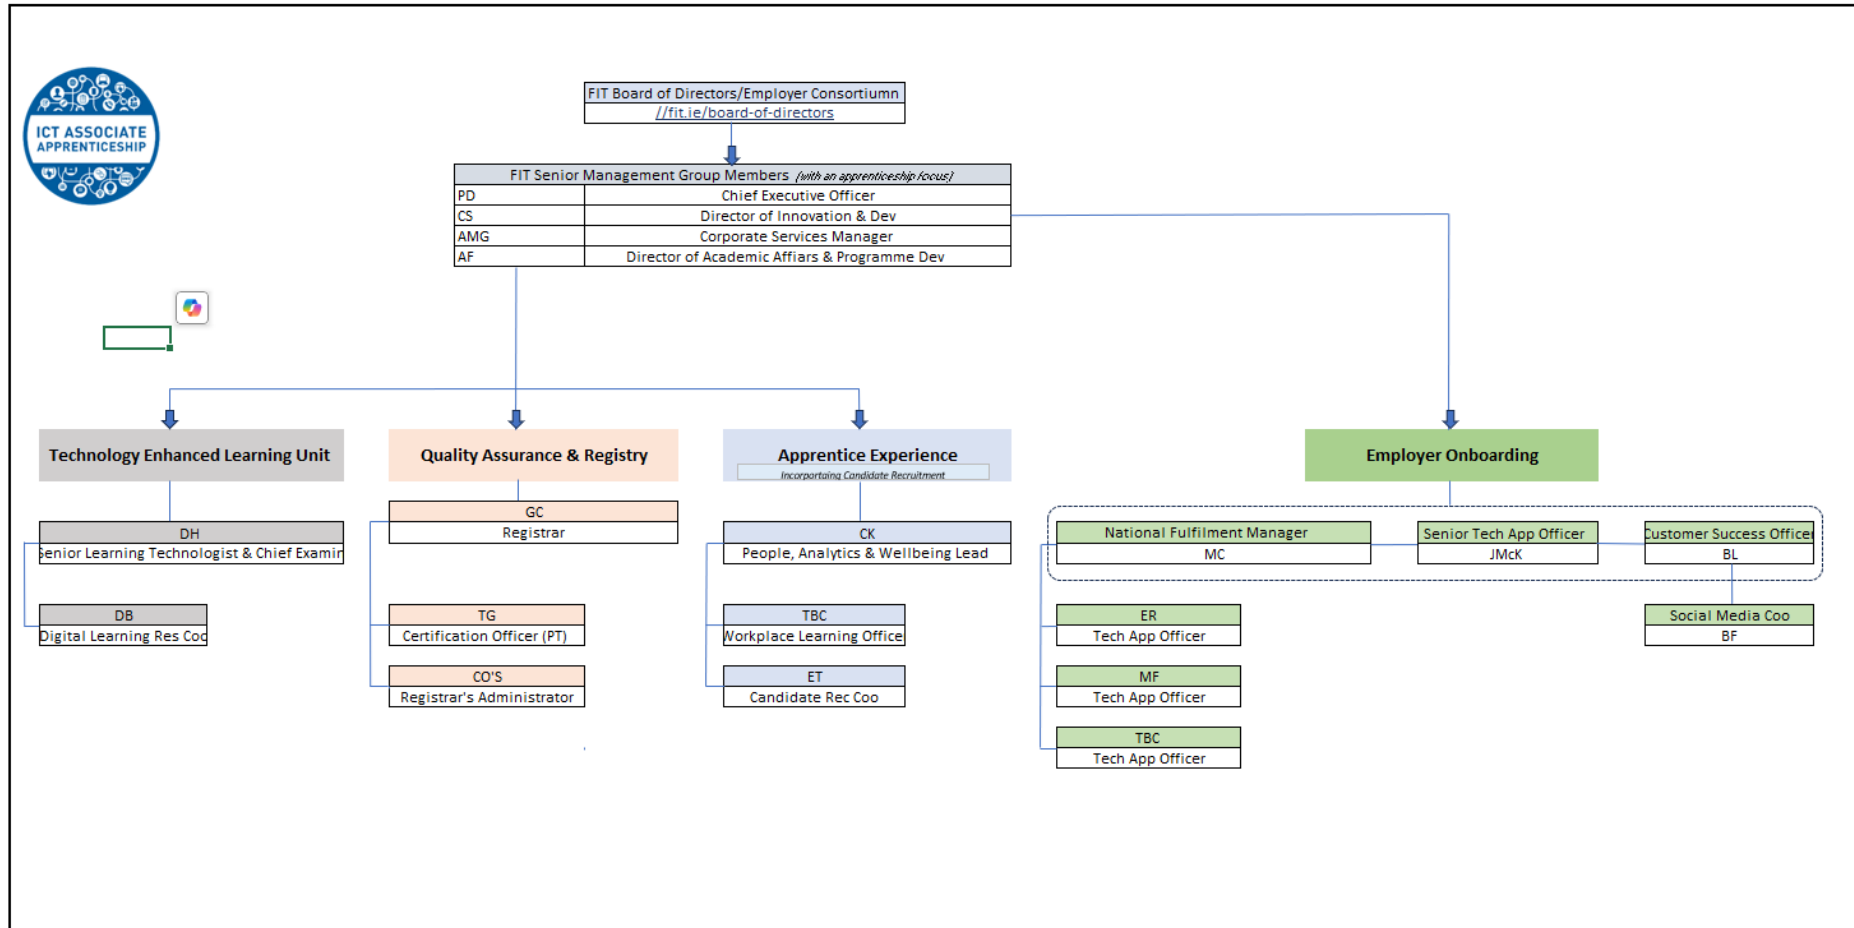 ICT ASSOCIATE
APPRENTICESHIP
FIT Board of Directors/Employer Consortiumn
//fit.ie/board-of-directors
FIT Senior Management Group Members (with an apprenticeship focus)
PD Chief Executive Officer
CS Director of Innovation & Dev
AMG Corporate Services Manager
AF Director of Academic Affiars & Programme Dev
Technology Enhanced Learning Unit
DH
Senior Learning Technologist & Chief Examin
DB
Digital Learning Res Coo
Quality Assurance & Registry
GC
Registrar
TG
Certification Officer (PT)
CO'S
Registrar's Administrator
Apprentice Experience
Incorportaing Candidate Recruitment
CK
People, Analytics & Wellbeing Lead
TBC
Workplace Learning Office
ET
Candidate Rec Coo
Employer Onboarding
National Fulfilment Manager
MC
Senior Tech App Officer
JMcK
Customer Success Officer
BL
ER
Tech App Officer
MF
Tech App Officer
TBC
Tech App Officer
Social Media Coo
BF